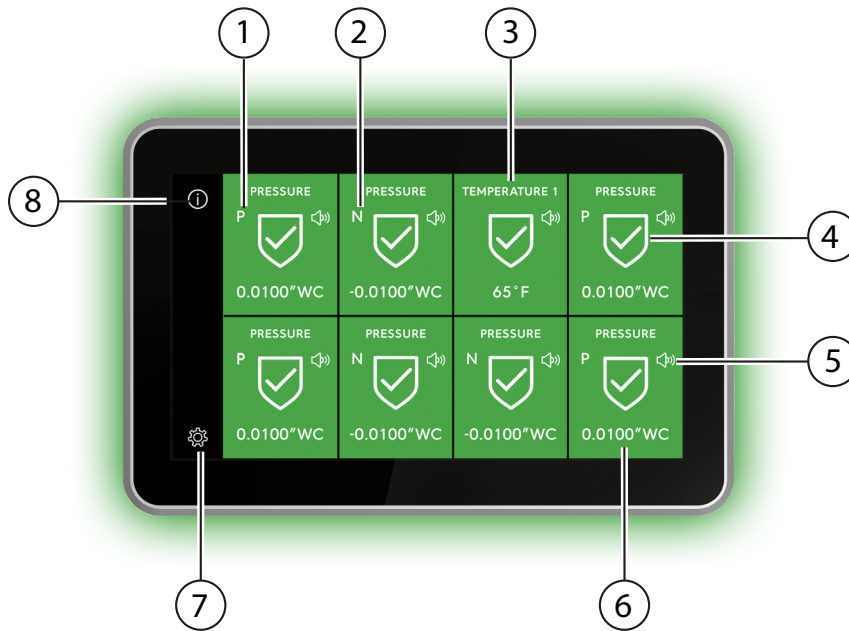 1 2 3
8
PRESSURE PRESSURE TEMPERATURE 1 PRESSURE
P N P
4
0.0100"WC -0.0100"WC 65°F 0.0100"WC
PRESSURE PRESSURE PRESSURE PRESSURE
P N N P
5
0.0100"WC -0.0100"WC -0.0100"WC 0.0100"WC
7 6